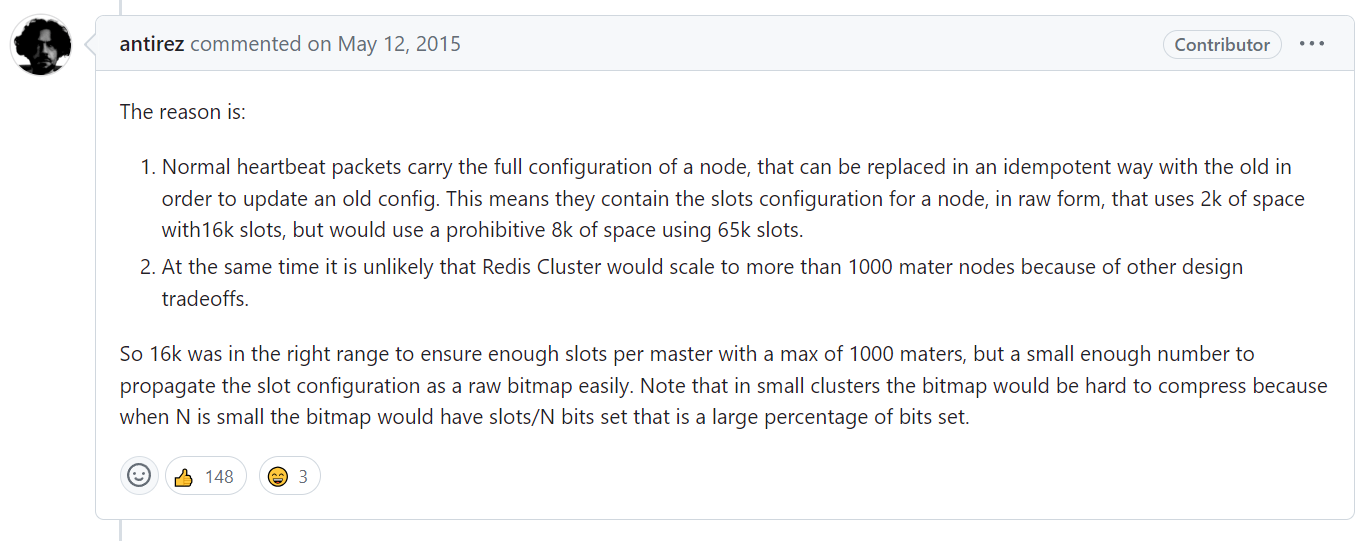 antirez commented on May 12, 2015 Contributor
The reason is:
1. Normal heartbeat packets carry the full configuration of a node, that can be replaced in an idempotent way with the old in
order to update an old config. This means they contain the slots configuration for a node, in raw form, that uses 2k of space
with16k slots, but would use a prohibitive 8k of space using 65k slots.
2. At the same time it is unlikely that Redis Cluster would scale to more than 1000 mater nodes because of other design
tradeoffs.
So 16k was in the right range to ensure enough slots per master with a max of 1000 maters, but a small enough number to
propagate the slot configuration as a raw bitmap easily. Note that in small clusters the bitmap would be hard to compress because
when N is small the bitmap would have slots/N bits set that is a large percentage of bits set.
148 3